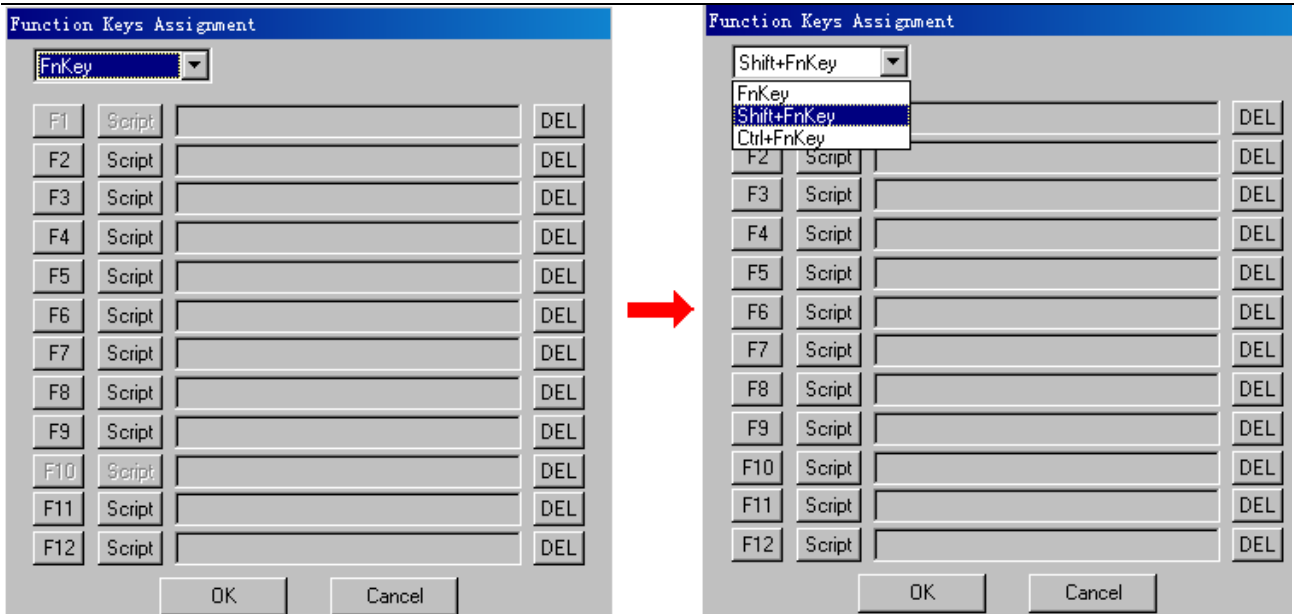 Function Keys Assignment
FnKey
F1 Script DEL
F2 Script DEL
F3 Script DEL
F4 Script DEL
F5 Script DEL
F6 Script DEL
F7 Script DEL
F8 Script DEL
F9 Script DEL
F10 Script DEL
F11 Script DEL
F12 Script DEL
OK Cancel
Function Keys Assignment
Shift+FnKey
FnKey
Shift+FnKey
Ctrl+FnKey
DEL
F2 Script DEL
F3 Script DEL
F4 Script DEL
F5 Script DEL
F6 Script DEL
F7 Script DEL
F8 Script DEL
F9 Script DEL
F10 Script DEL
F11 Script DEL
F12 Script DEL
OK Cancel